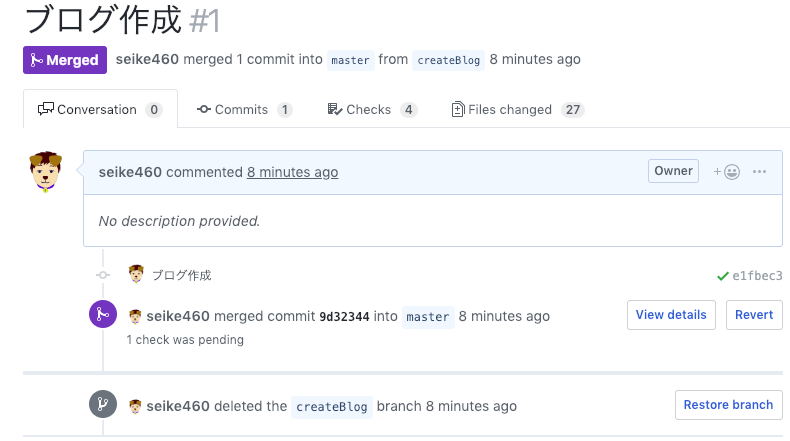 ブログ作成 #1
Merged seike460 merged 1 commit into master from createBlog 8 minutes ago
Conversation 0 Commits 1 Checks 4 Files changed 27
seike460 commented 8 minutes ago Owner
No description provided.
ブログ作成 e1fbec3
seike460 merged commit 9d32344 into master 8 minutes ago View details Revert
1 check was pending
seike460 deleted the createBlog branch 8 minutes ago Restore branch